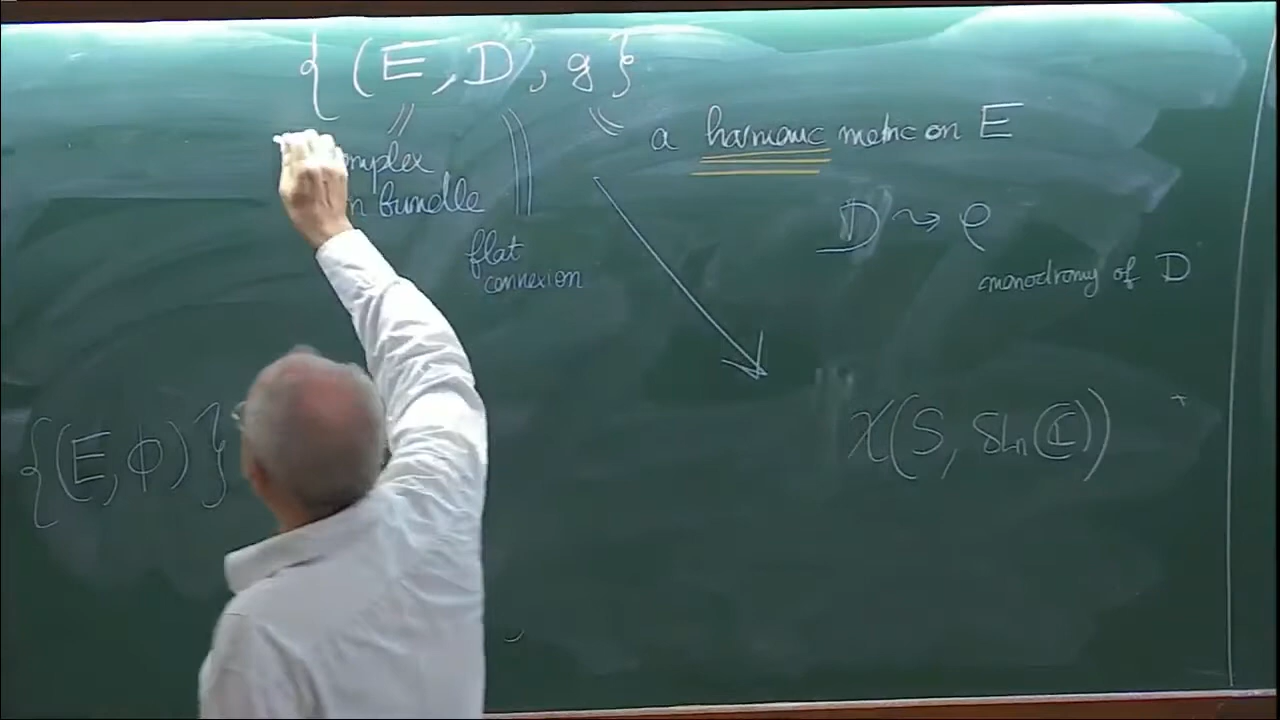 {(E, D, g}
a harmonic metric on E
omplex
n bundle
flat
connexion
D ⇝ ρ
monodromy of D
{(E, Φ)}
χ(S, Sln(ℂ))